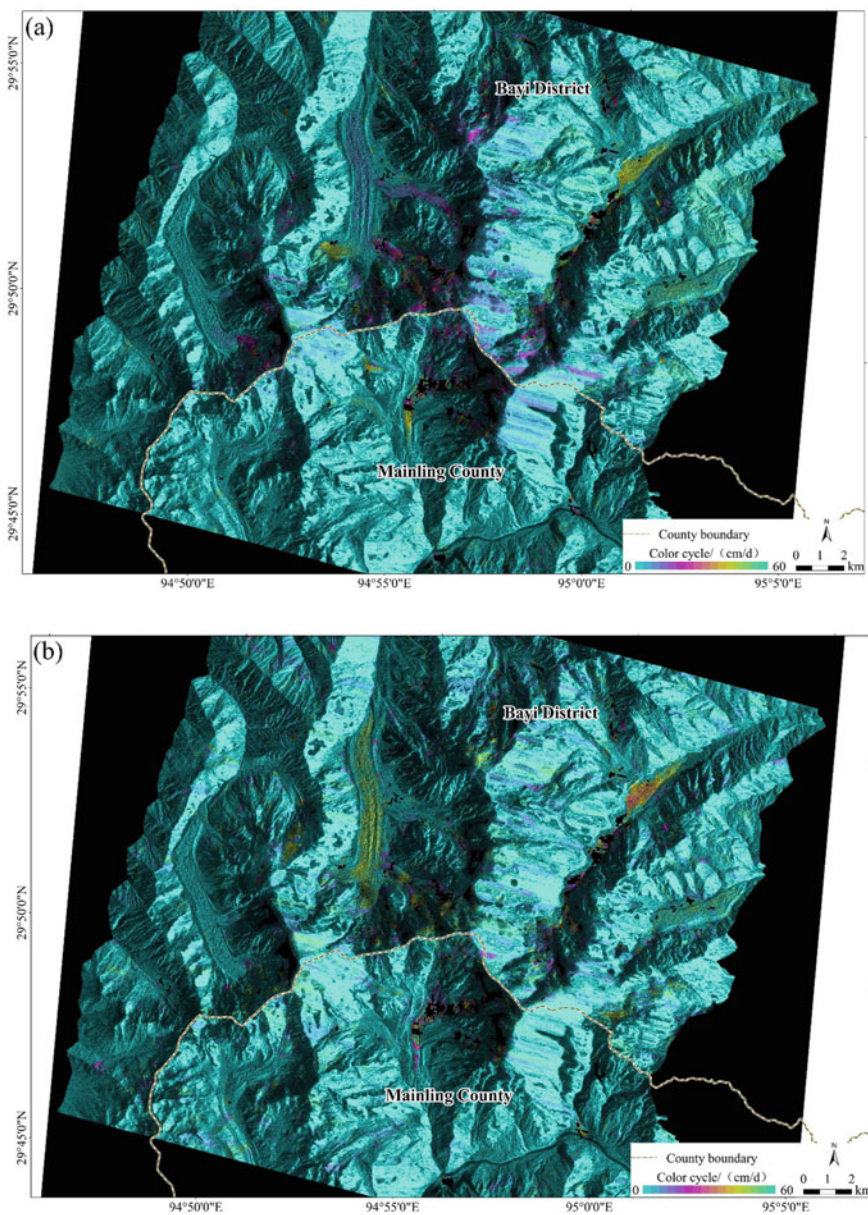 (a)
Bayi District
Mainling County
29°55'0"N
29°50'0"N
29°45'0"N
County boundary
N
Color cycle/（cm/d）
0 60
0 1 2
km
94°50'0"E 94°55'0"E 95°0'0"E 95°5'0"E
(b)
Bayi District
Mainling County
29°55'0"N
29°50'0"N
29°45'0"N
County boundary
N
Color cycle/（cm/d）
0 60
0 1 2
km
94°50'0"E 94°55'0"E 95°0'0"E 95°5'0"E